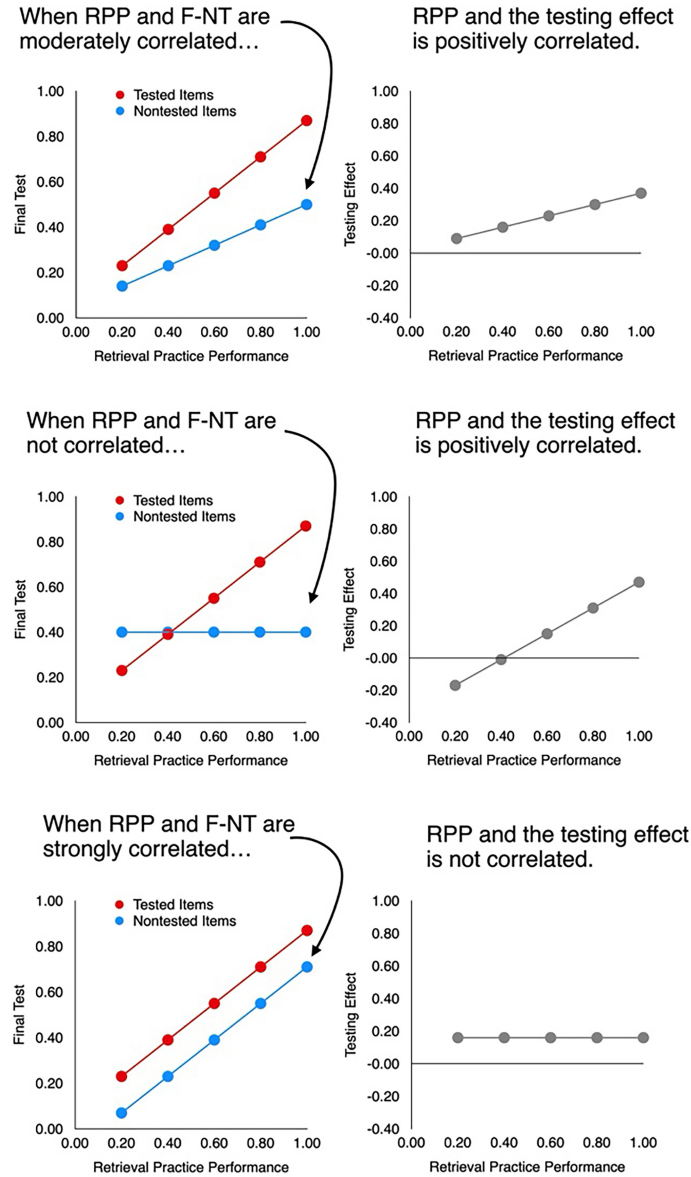 When RPP and F-NT are
moderately correlated…
RPP and the testing effect
is positively correlated.
Final Test
1.00
0.80
0.60
0.40
0.20
0.00
Tested Items
Nontested Items
0.00 0.20 0.40 0.60 0.80 1.00
Retrieval Practice Performance
Testing Effect
1.00
0.80
0.60
0.40
0.20
-0.00
-0.20
-0.40
0.00 0.20 0.40 0.60 0.80 1.00
Retrieval Practice Performance
When RPP and F-NT are
not correlated…
RPP and the testing effect
is positively correlated.
Final Test
1.00
0.80
0.60
0.40
0.20
0.00
Tested Items
Nontested Items
0.00 0.20 0.40 0.60 0.80 1.00
Retrieval Practice Performance
Testing Effect
1.00
0.80
0.60
0.40
0.20
-0.00
-0.20
-0.40
0.00 0.20 0.40 0.60 0.80 1.00
Retrieval Practice Performance
When RPP and F-NT are
strongly correlated…
RPP and the testing effect
is not correlated.
Final Test
1.00
0.80
0.60
0.40
0.20
0.00
Tested Items
Nontested Items
0.00 0.20 0.40 0.60 0.80 1.00
Retrieval Practice Performance
Testing Effect
1.00
0.80
0.60
0.40
0.20
-0.00
-0.20
-0.40
0.00 0.20 0.40 0.60 0.80 1.00
Retrieval Practice Performance